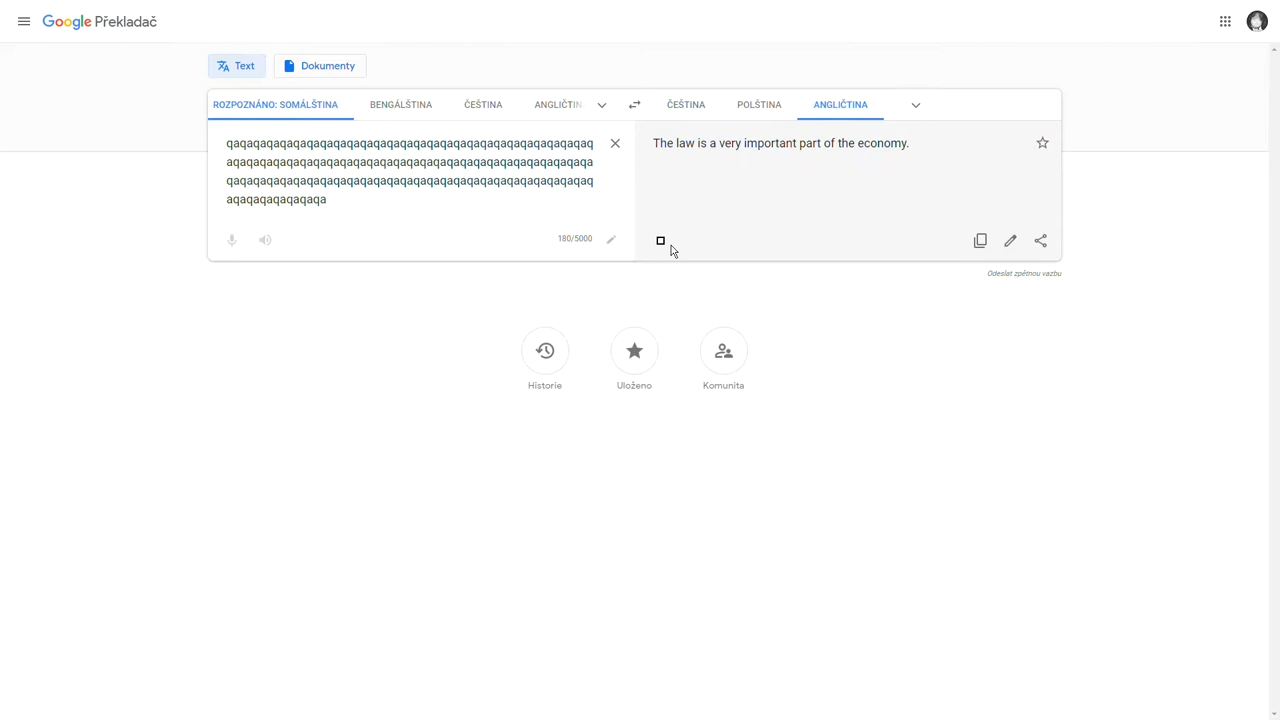 Google Překladač
Text
Dokumenty
ROZPOZNÁNO: SOMÁLŠTINA
BENGÁLŠTINA
ČEŠTINA
ANGLIČTIN
ČEŠTINA
POLŠTINA
ANGLIČTINA
qaqaqaqaqaqaqaqaqaqaqaqaqaqaqaqaqaqaqaqaqaqaqaqaqaqaqaq
aqaqaqaqaqaqaqaqaqaqaqaqaqaqaqaqaqaqaqaqaqaqaqaqaqaqaqa
qaqaqaqaqaqaqaqaqaqaqaqaqaqaqaqaqaqaqaqaqaqaqaqaqaqaqaq
aqaqaqaqaqaqaqa
The law is a very important part of the economy.
180/5000
Odeslat zpětnou vazbu
Historie
Uloženo
Komunita